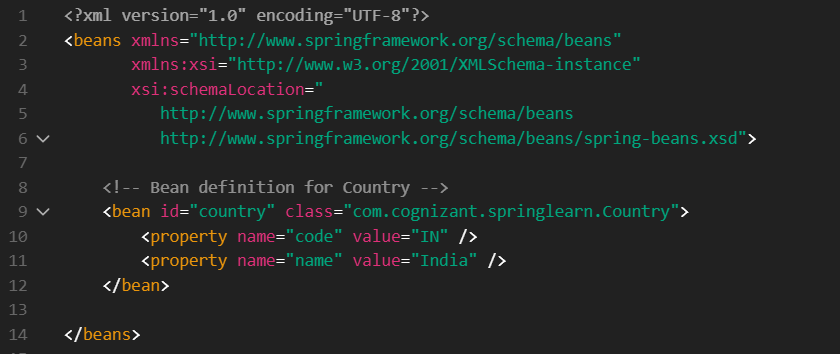 1 <?xml version="1.0" encoding="UTF-8"?>
2 <beans xmlns="http://www.springframework.org/schema/beans"
3 xmlns:xsi="http://www.w3.org/2001/XMLSchema-instance"
4 xsi:schemaLocation="
5 http://www.springframework.org/schema/beans
6 http://www.springframework.org/schema/beans/spring-beans.xsd">
7
8 <!-- Bean definition for Country -->
9 <bean id="country" class="com.cognizant.springlearn.Country">
10 <property name="code" value="IN" />
11 <property name="name" value="India" />
12 </bean>
13
14 </beans>